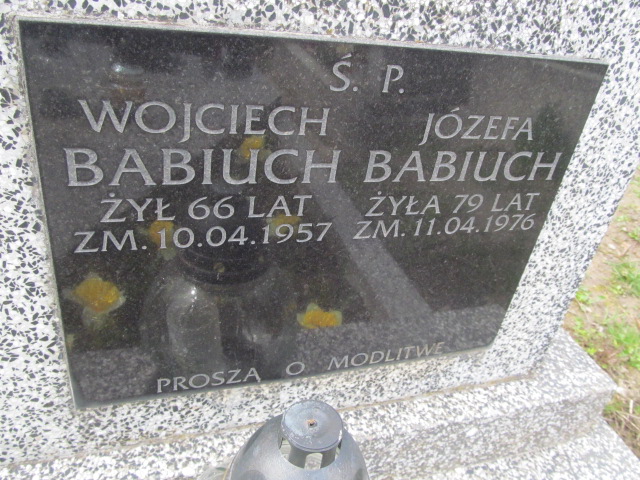 Ś. P.
WOJCIECH
BABIUCH
ŻYŁ 66 LAT
ZM. 10.04.1957
JÓZEFA
BABIUCH
ŻYŁA 79 LAT
ZM. 11.04.1976
PROSZĄ O MODLITWĘ